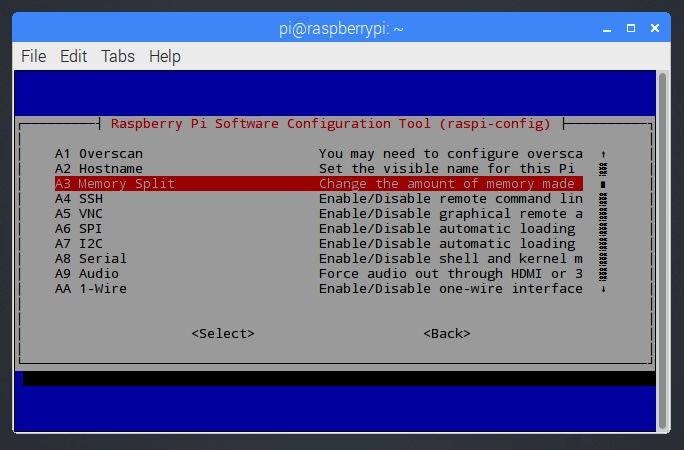 pi@raspberrypi: ~
File Edit Tabs Help
Raspberry Pi Software Configuration Tool (raspi-config)
A1 Overscan You may need to configure oversca
A2 Hostname Set the visible name for this Pi
A3 Memory Split Change the amount of memory made
A4 SSH Enable/Disable remote command lin
A5 VNC Enable/Disable graphical remote a
A6 SPI Enable/Disable automatic loading
A7 I2C Enable/Disable automatic loading
A8 Serial Enable/Disable shell and kernel m
A9 Audio Force audio out through HDMI or 3
AA 1-Wire Enable/Disable one-wire interface
<Select> <Back>